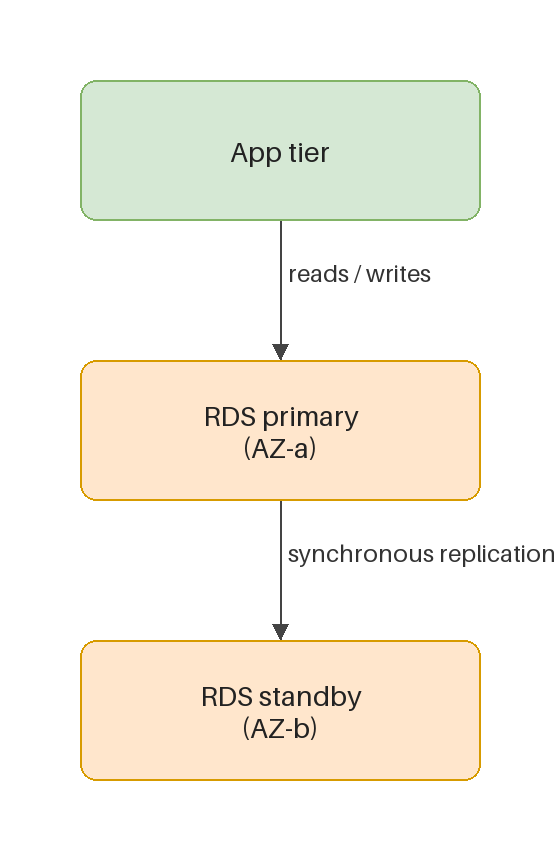 App tier
reads / writes
RDS primary
(AZ-a)
synchronous replication
RDS standby
(AZ-b)